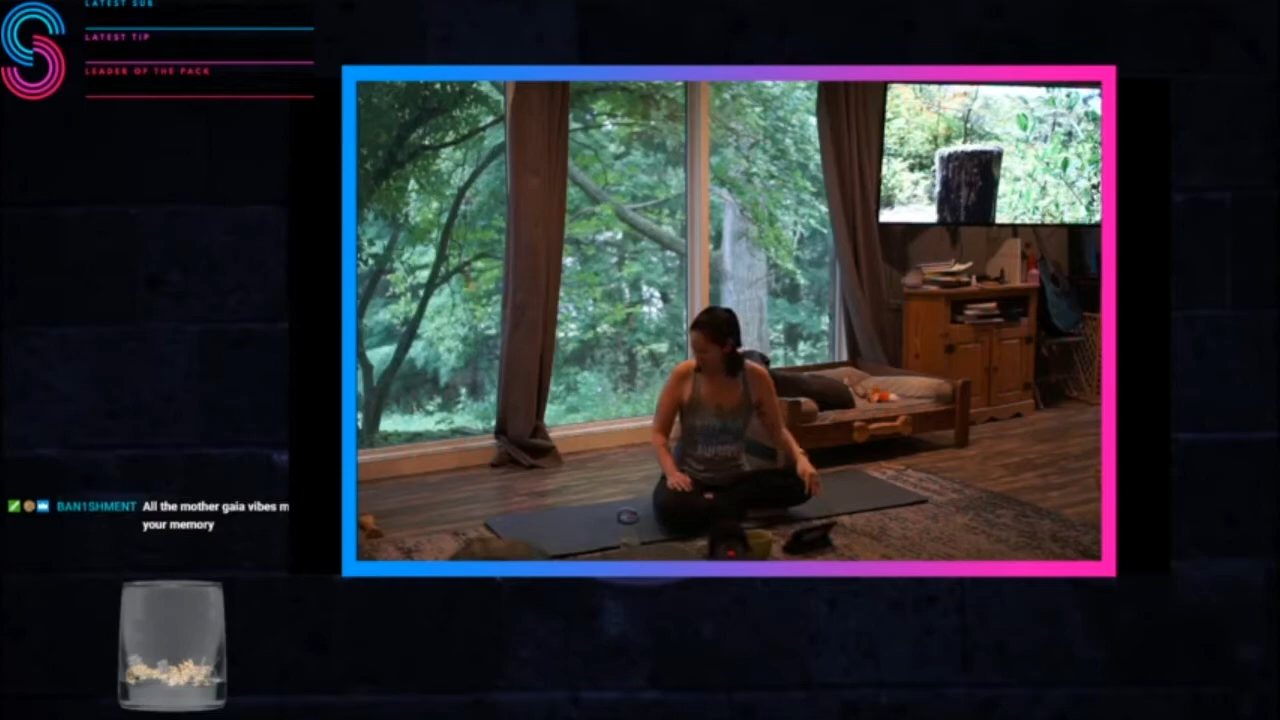 LATEST SUB
LATEST TIP
LEADER OF THE PACK
BAN1SHMENT All the mother gaia vibes m
your memory